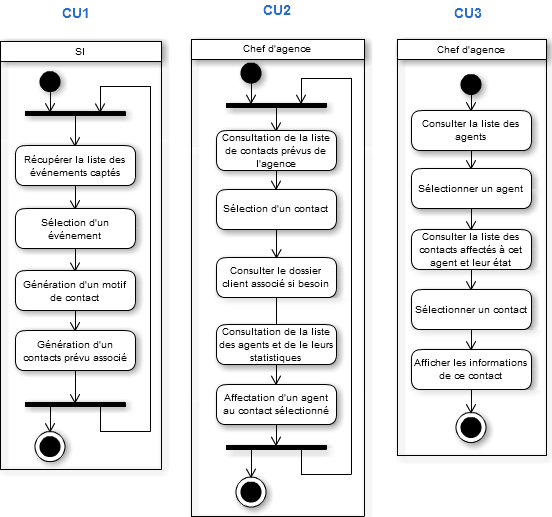 CU1
SI
Récupérer la liste des
événements captés
Sélection d'un
événement
Génération d'un motif
de contact
Génération d'un
contacts prévu associé
CU2
Chef d'agence
Consultation de la liste
de contacts prévus de
l'agence
Sélection d'un contact
Consulter le dossier
client associé si besoin
Consultation de la liste
des agents et de le leurs
statistiques
Affectation d'un agent
au contact sélectionné
CU3
Chef d'agence
Consulter la liste des
agents
Sélectionner un agent
Consulter la liste des
contacts affectés à cet
agent et leur état
Sélectionner un contact
Afficher les informations
de ce contact